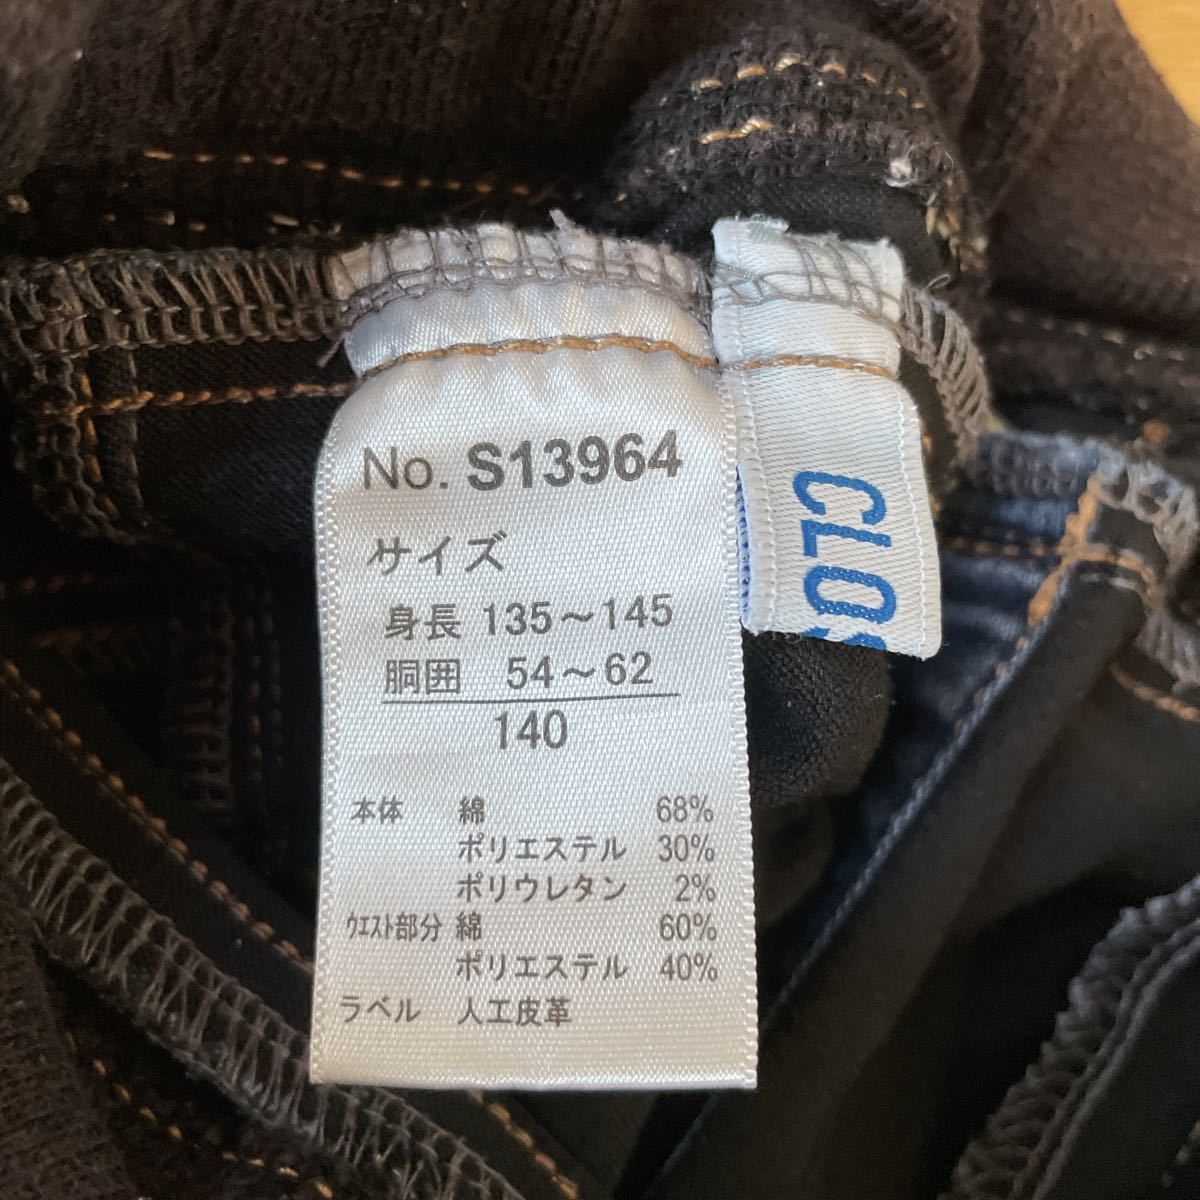 No. S13964
サイズ
身長 135～145
胴囲 54～62
140
本体 綿 68%
ポリエステル 30%
ポリウレタン 2%
ウエスト部分 綿 60%
ポリエステル 40%
ラベル 人工皮革